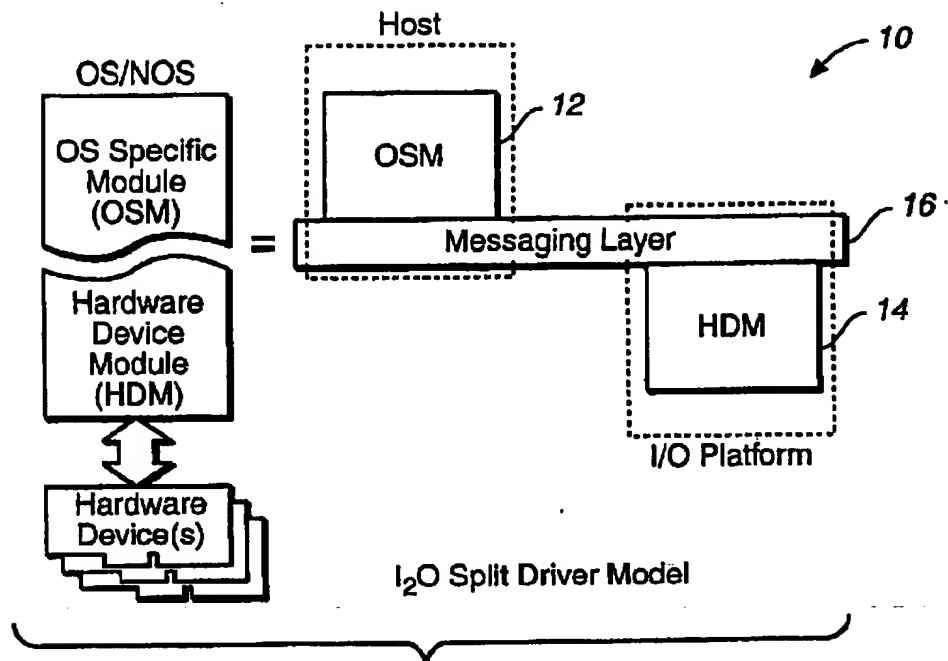 Host
10
OS/NOS
12
OS Specific
Module
(OSM)
OSM
16
=
Messaging Layer
Hardware
Device
Module
(HDM)
HDM
14
I/O Platform
Hardware
Device(s)
I₂O Split Driver Model